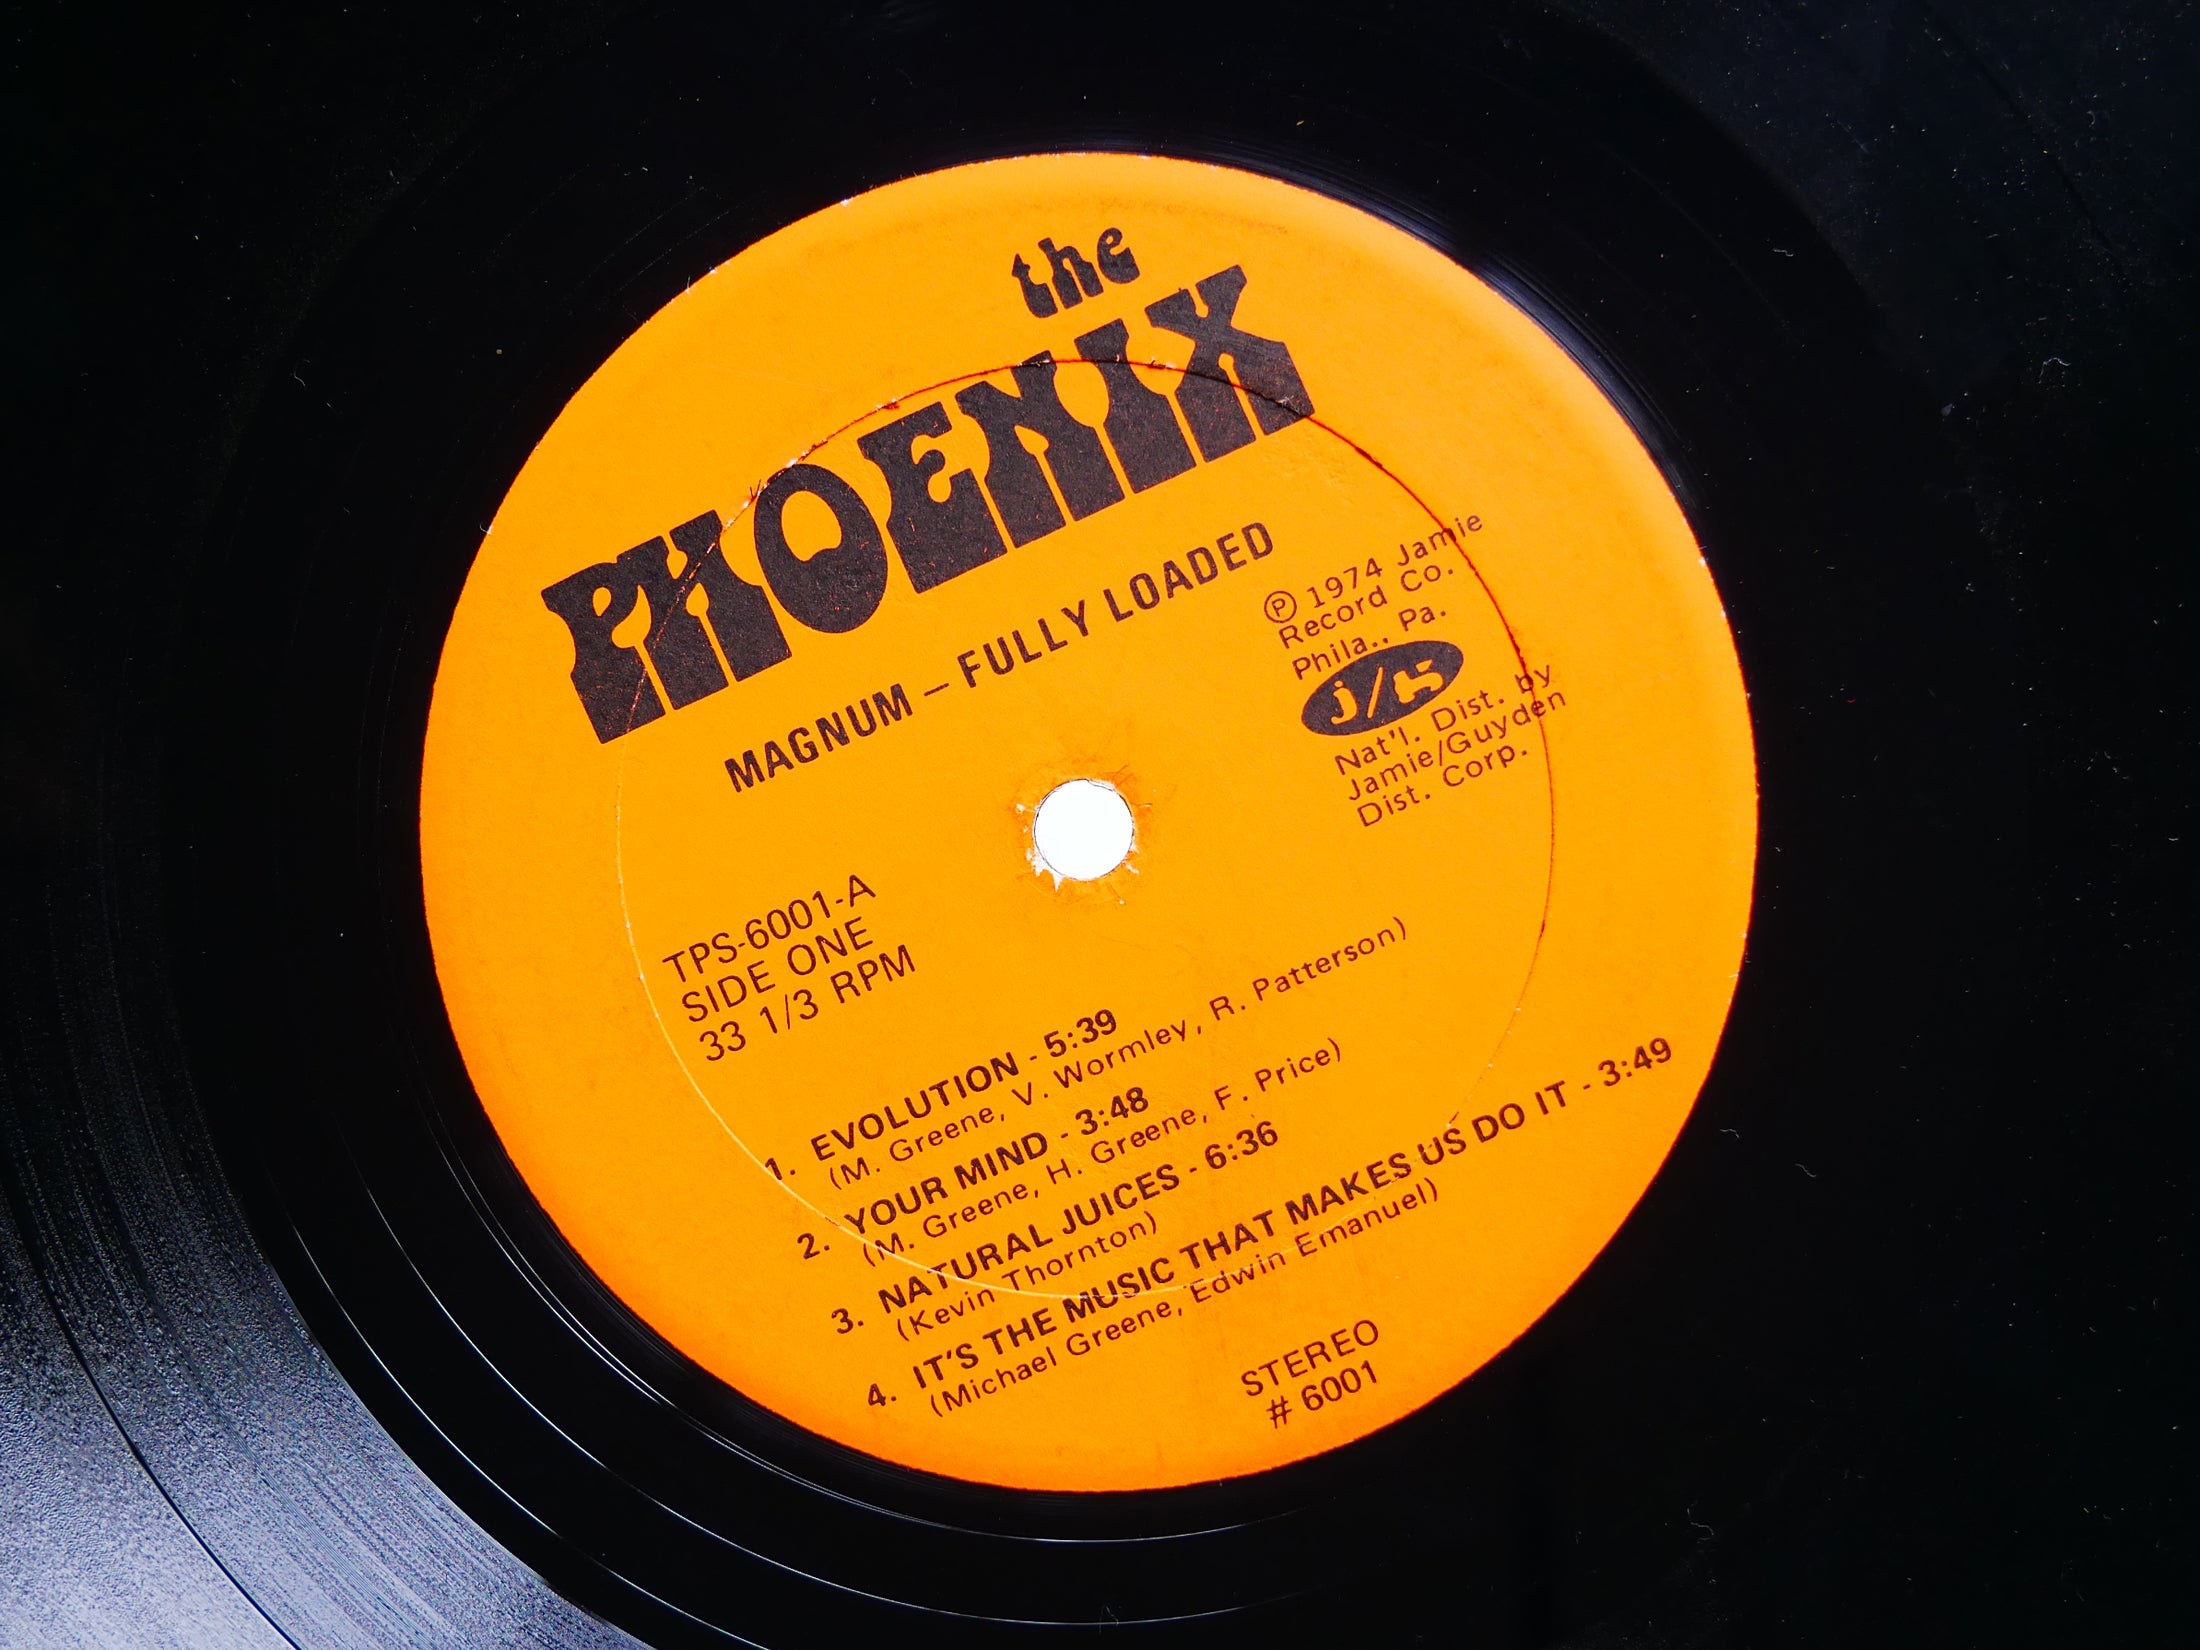 the
PHOENIX
MAGNUM – FULLY LOADED
Ⓟ 1974 Jamie
Record Co.
Phila., Pa.
j/G
Nat'l. Dist. by
Jamie/Guyden
Dist. Corp.
TPS-6001-A
SIDE ONE
33 1/3 RPM
1. EVOLUTION - 5:39
(M. Greene, V. Wormley, R. Patterson)
2. YOUR MIND - 3:48
(M. Greene, H. Greene, F. Price)
3. NATURAL JUICES - 6:36
(Kevin Thornton)
4. IT'S THE MUSIC THAT MAKES US DO IT - 3:49
(Michael Greene, Edwin Emanuel)
STEREO
# 6001